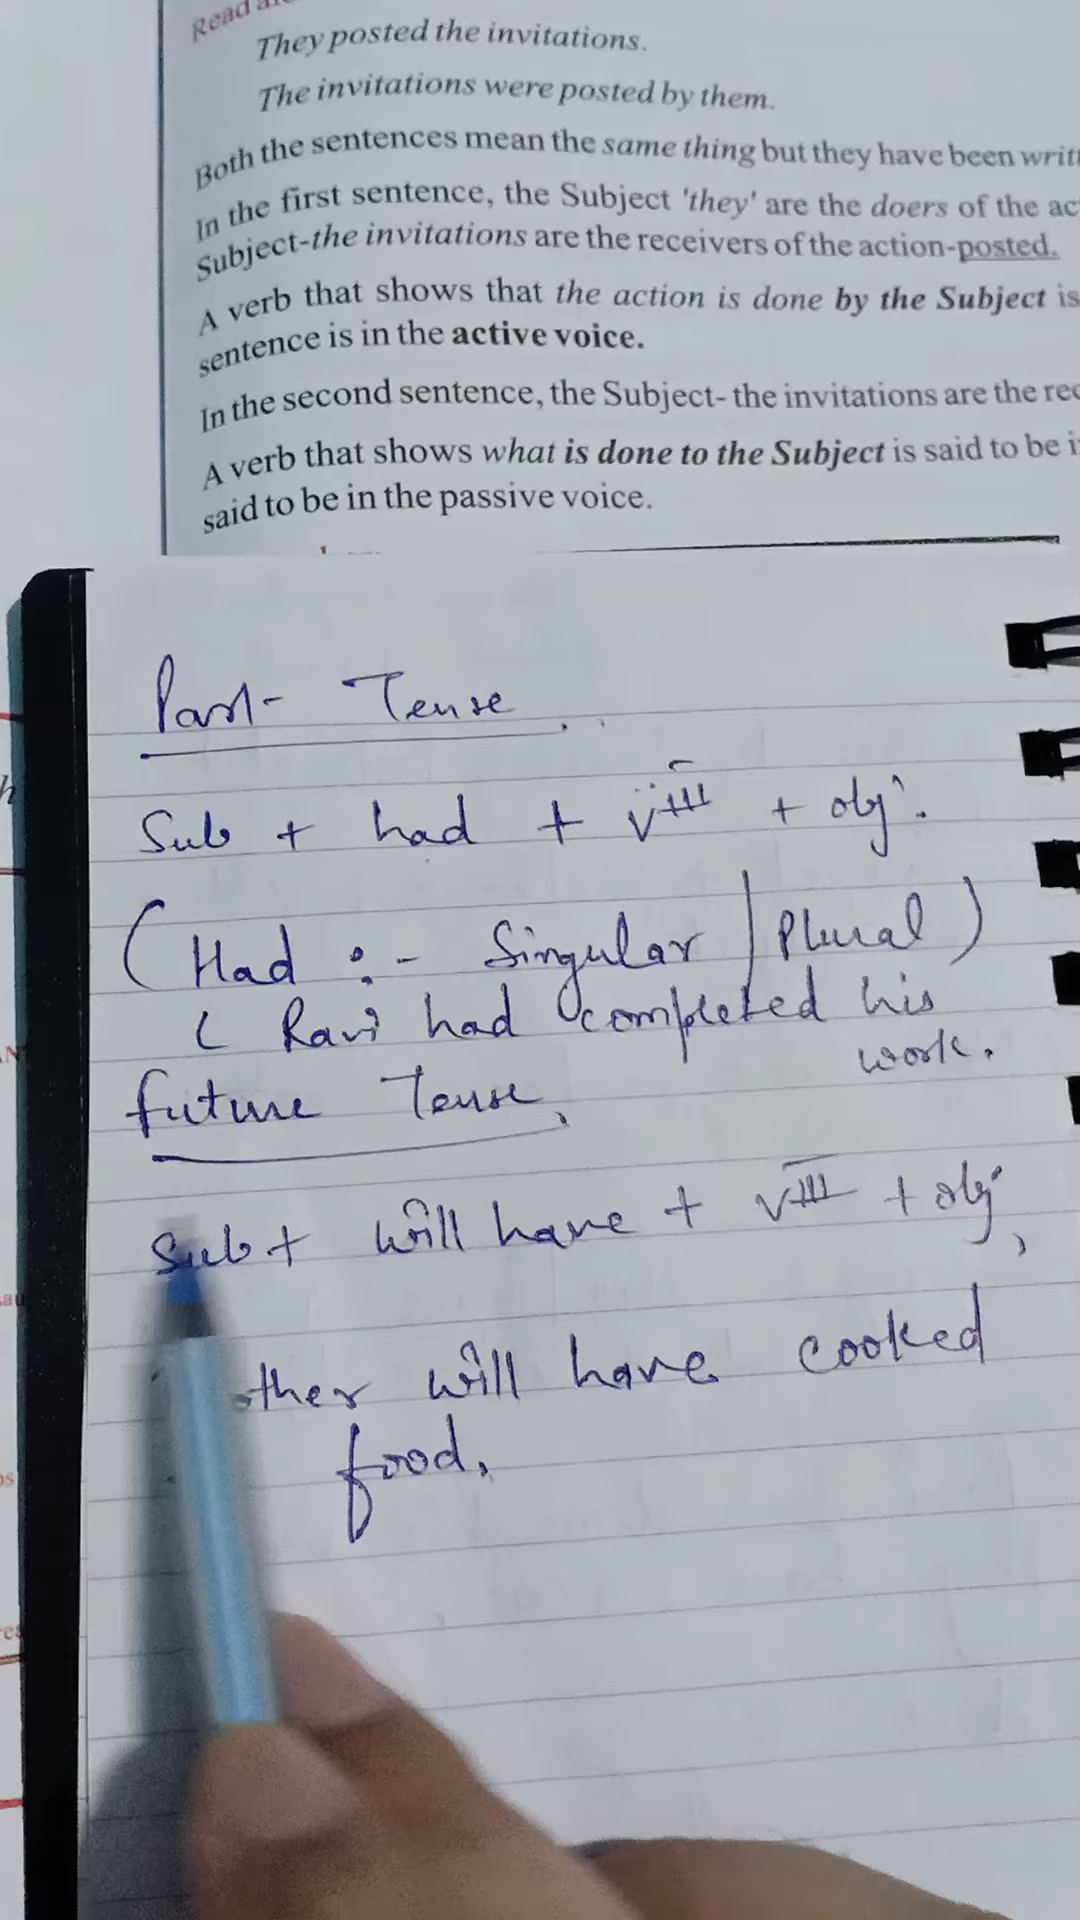 Read
They posted the invitations.
The invitations were posted by them.
Both the sentences mean the same thing but they have been writt
In the first sentence, the Subject 'they' are the doers of the ac
Subject-the invitations are the receivers of the action-posted.
A verb that shows that the action is done by the Subject is
sentence is in the active voice.
In the second sentence, the Subject- the invitations are the rec
A verb that shows what is done to the Subject is said to be i
said to be in the passive voice.
Past- Tense.
Sub + had + VIII + obj.
(Had :- Singular / Plural)
( Ravi had completed his
work.
future Tense.
Sub + will have + VIII + obj,
other will have cooked
food,